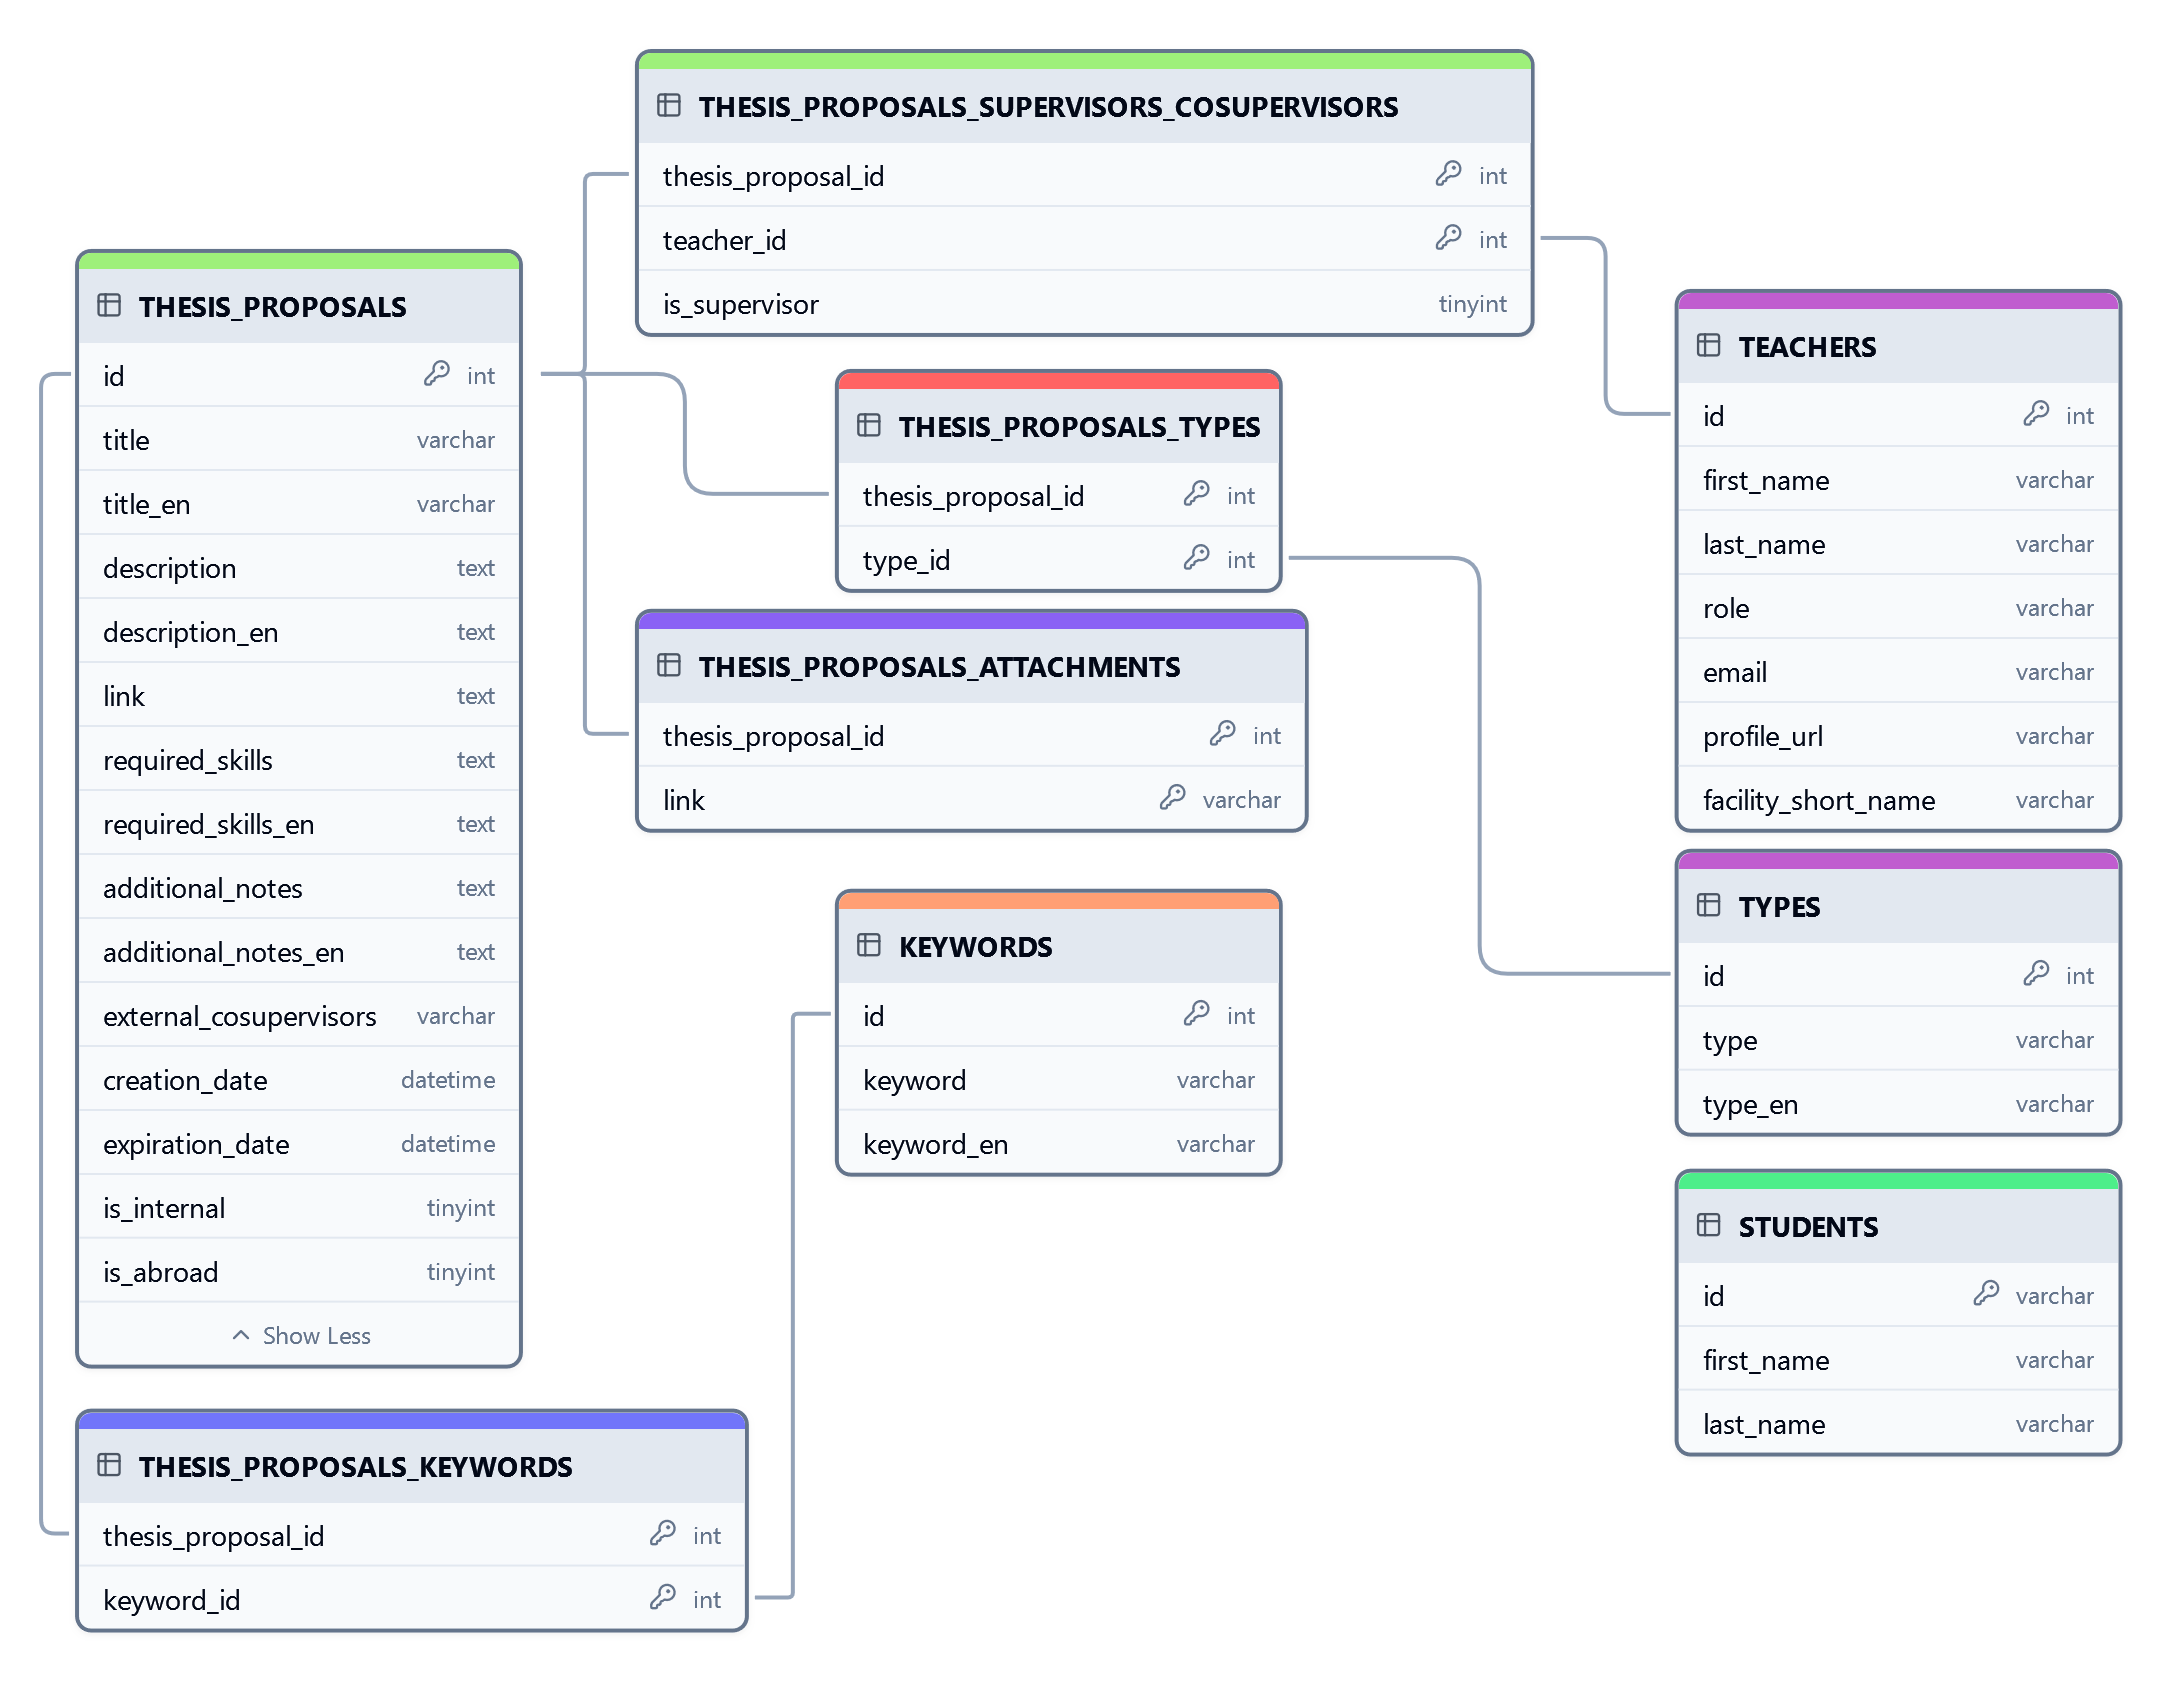 THESIS_PROPOSALS_SUPERVISORS_COSUPERVISORS
thesis_proposal_id int
teacher_id int
is_supervisor tinyint
THESIS_PROPOSALS
id int
title varchar
title_en varchar
description text
description_en text
link text
required_skills text
required_skills_en text
additional_notes text
additional_notes_en text
external_cosupervisors varchar
creation_date datetime
expiration_date datetime
is_internal tinyint
is_abroad tinyint
Show Less
THESIS_PROPOSALS_TYPES
thesis_proposal_id int
type_id int
THESIS_PROPOSALS_ATTACHMENTS
thesis_proposal_id int
link varchar
KEYWORDS
id int
keyword varchar
keyword_en varchar
TEACHERS
id int
first_name varchar
last_name varchar
role varchar
email varchar
profile_url varchar
facility_short_name varchar
TYPES
id int
type varchar
type_en varchar
STUDENTS
id varchar
first_name varchar
last_name varchar
THESIS_PROPOSALS_KEYWORDS
thesis_proposal_id int
keyword_id int